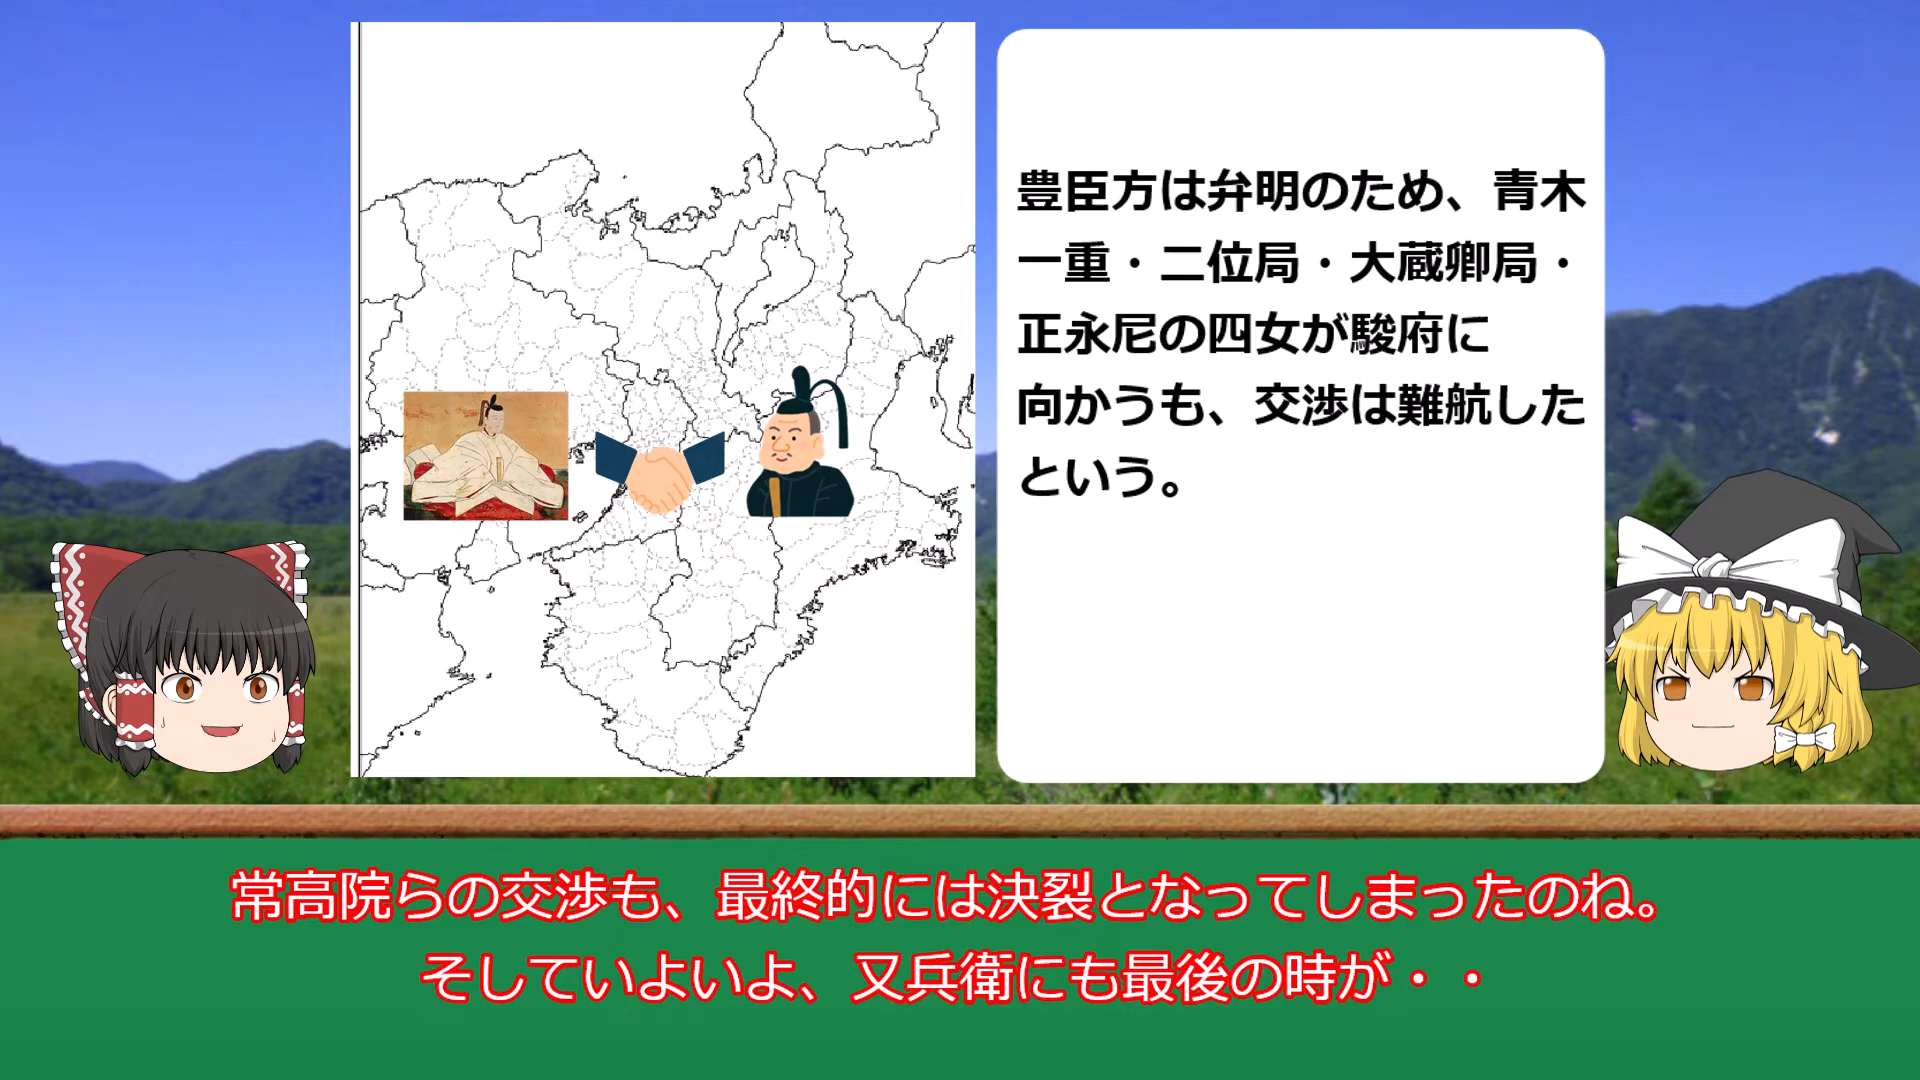 豊臣方は弁明のため、青木
一重・二位局・大蔵卿局・
正永尼の四女が駿府に
向かうも、交渉は難航した
という。
常高院らの交渉も、最終的には決裂となってしまったのね。
そしていよいよ、又兵衛にも最後の時が・・